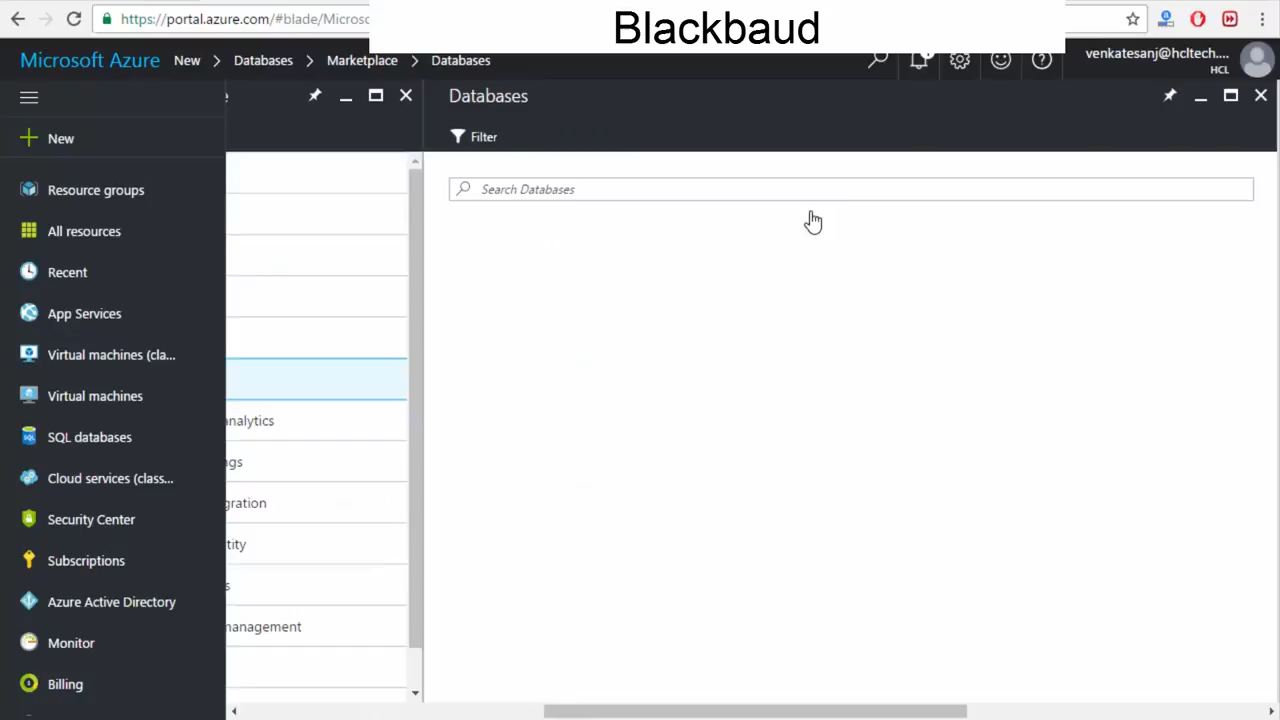 https://portal.azure.com/#blade/Microso
Blackbaud
Microsoft Azure New > Databases > Marketplace > Databases
venkatesanj@hcltech....
HCL
e
Databases
Filter
Search Databases
New
Resource groups
All resources
Recent
App Services
Virtual machines (cla...
Virtual machines
SQL databases
Cloud services (class...
Security Center
Subscriptions
Azure Active Directory
Monitor
Billing
analytics
ngs
gration
tity
s
management